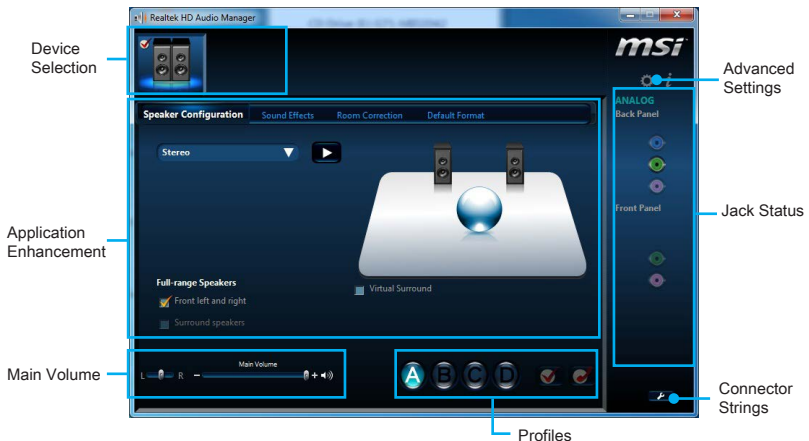 Realtek HD Audio Manager
Device
Selection
msi
Advanced
Settings
ANALOG
Back Panel
Speaker Configuration Sound Effects Room Correction Default Format
Stereo
Front Panel
Jack Status
Application
Enhancement
Full-range Speakers
Front left and right
Virtual Surround
Surround speakers
Main Volume
Main Volume
L R - +
A B C D
Connector
Strings
Profiles